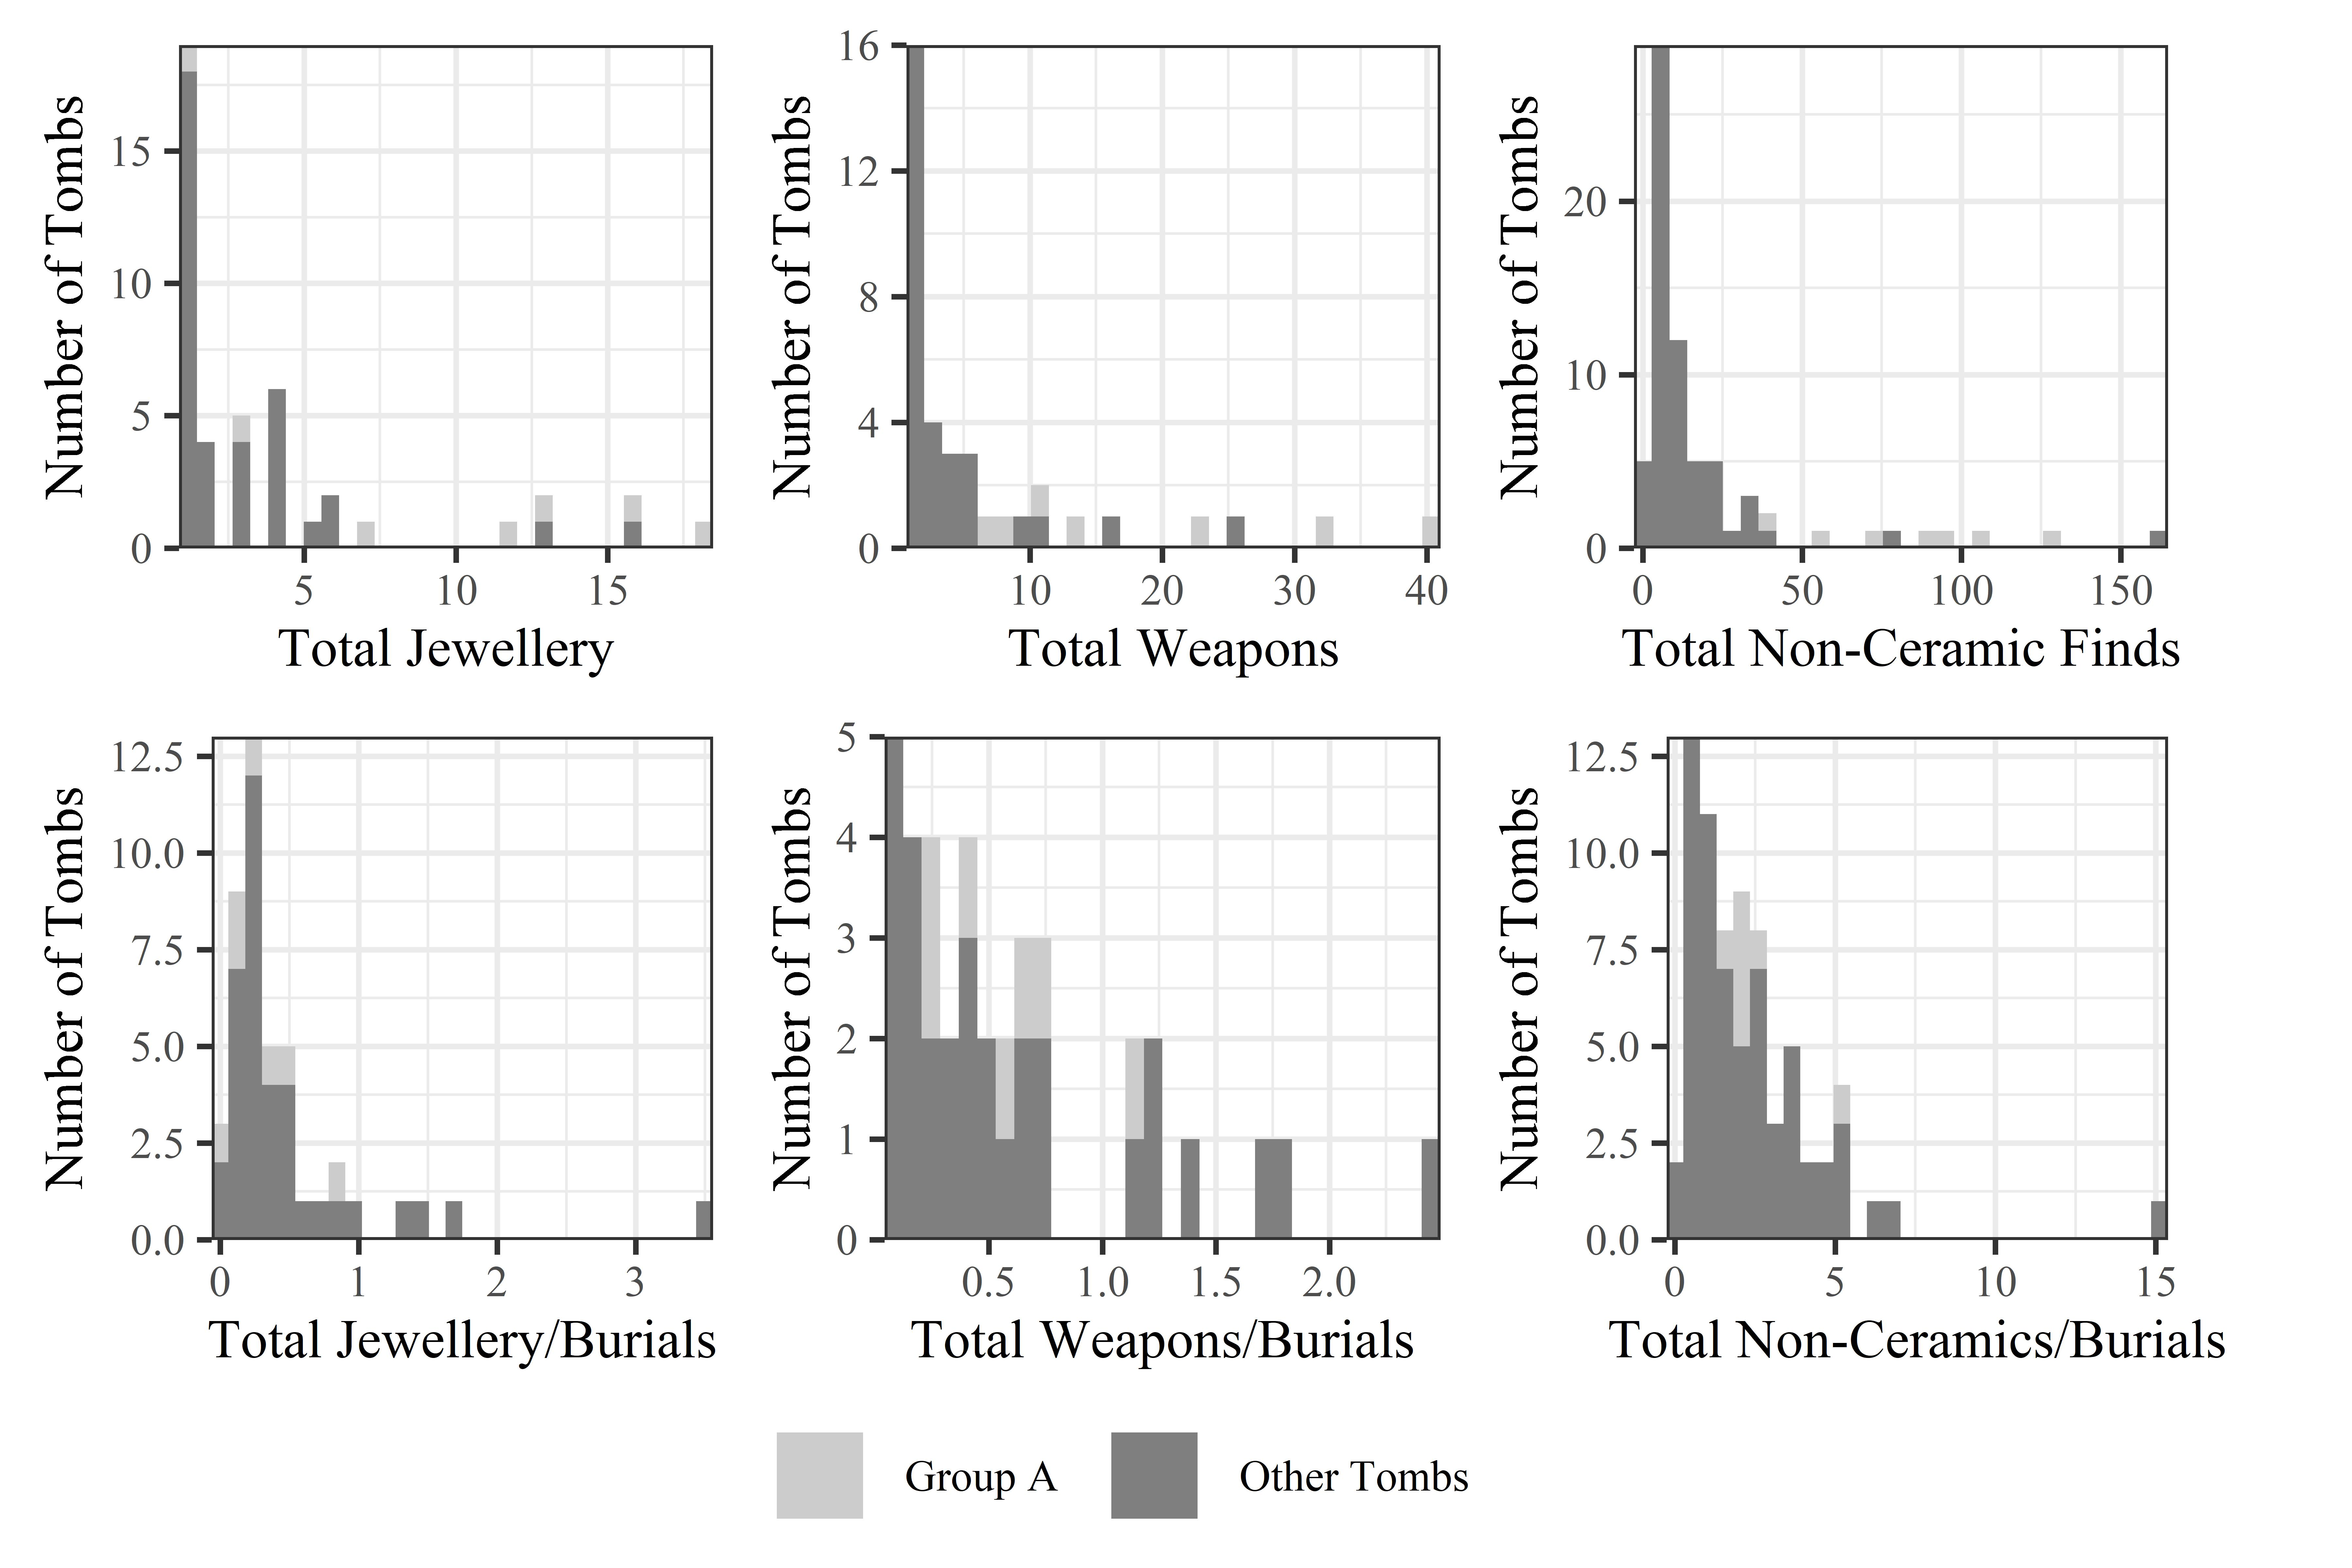 Number of Tombs
15
10
5
0
5 10 15
Total Jewellery
Number of Tombs
16
12
8
4
0
10 20 30 40
Total Weapons
Number of Tombs
20
10
0
0 50 100 150
Total Non-Ceramic Finds
Number of Tombs
12.5
10.0
7.5
5.0
2.5
0.0
0 1 2 3
Total Jewellery/Burials
Number of Tombs
5
4
3
2
1
0
0.5 1.0 1.5 2.0
Total Weapons/Burials
Number of Tombs
12.5
10.0
7.5
5.0
2.5
0.0
0 5 10 15
Total Non-Ceramics/Burials
Group A Other Tombs